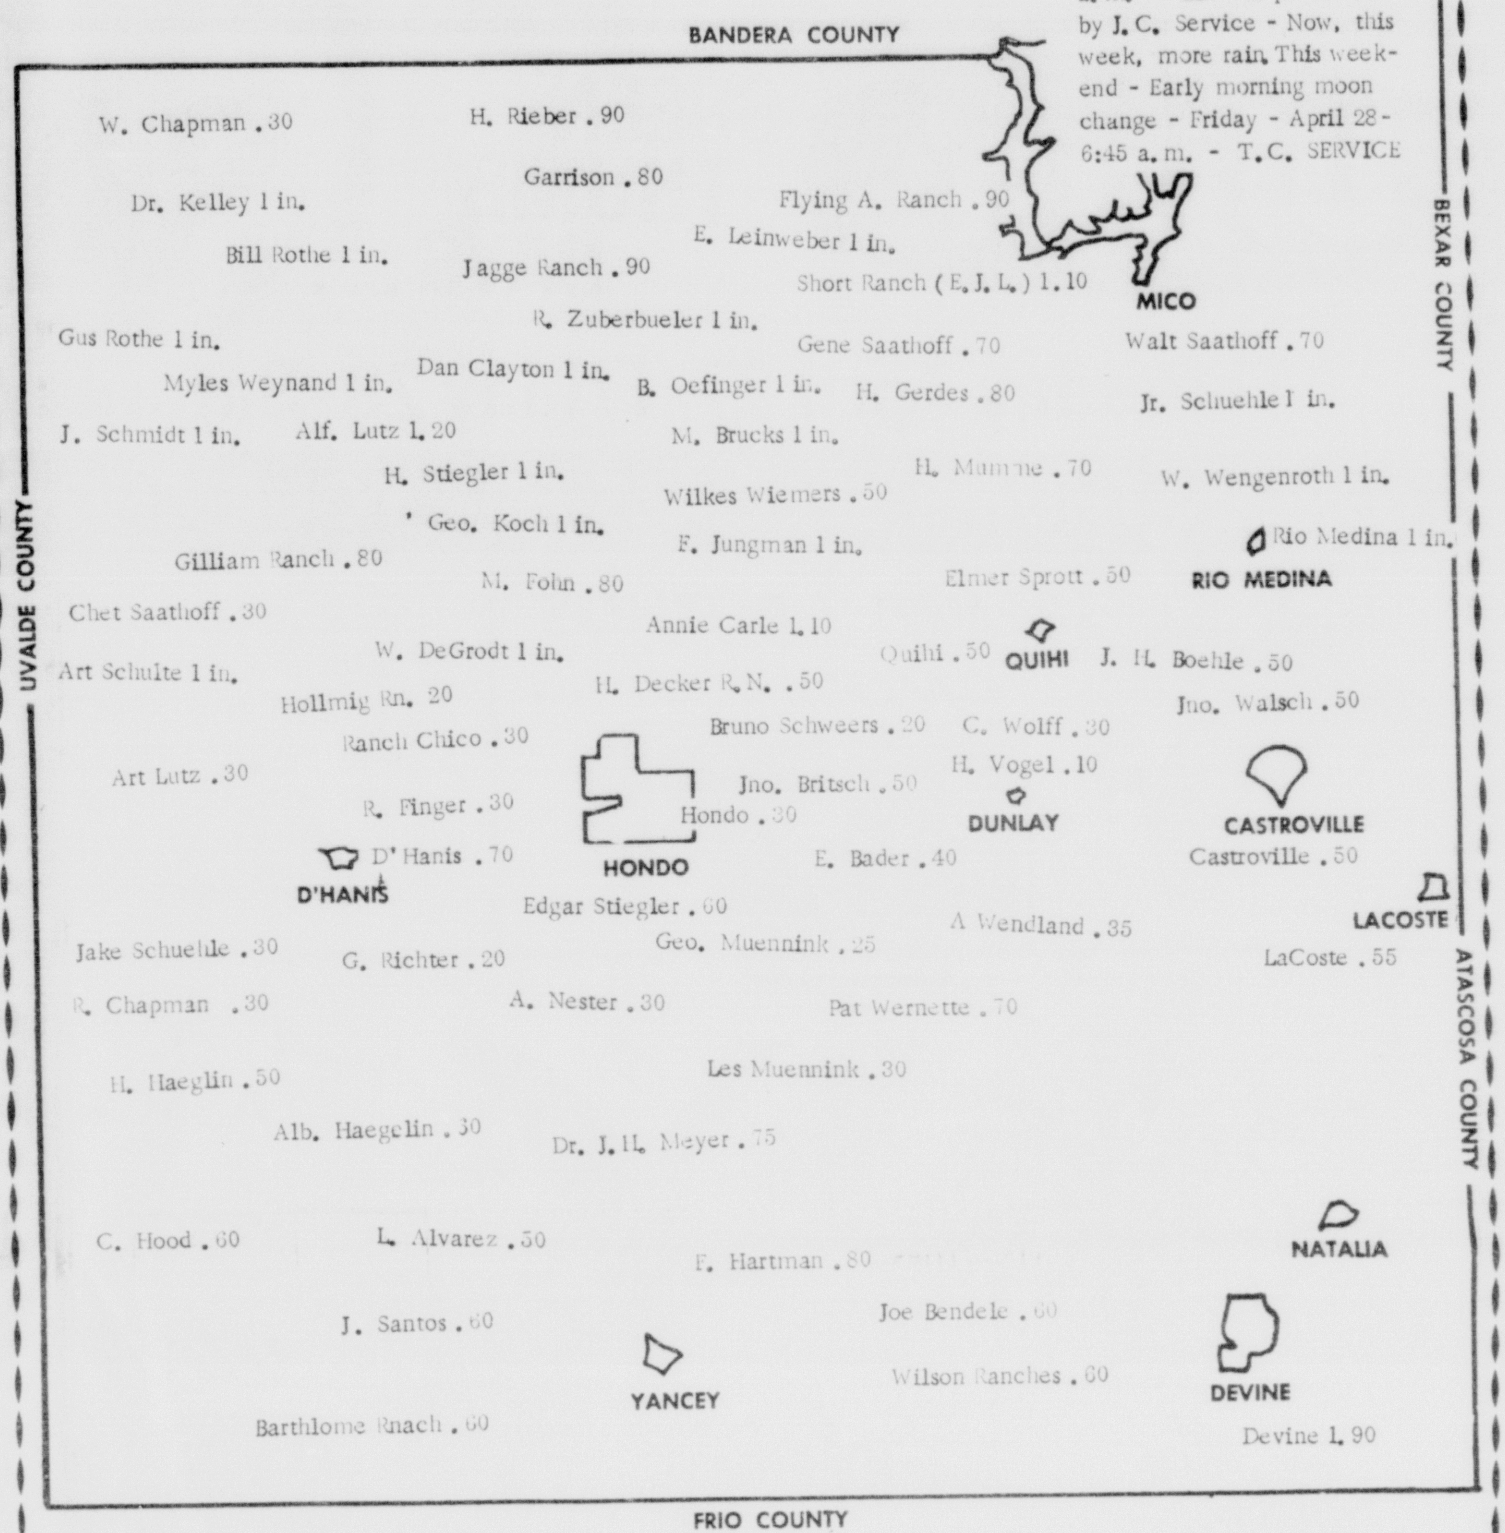 BANDERA COUNTY
by J. C. Service - Now, this
week, more rain. This week-
end - Early morning moon
change - Friday - April 28 -
6:45 a.m. - T.C. SERVICE
W. Chapman .30
H. Rieber .90
Garrison .80
Dr. Kelley 1 in.
Flying A. Ranch .90
E. Leinweber 1 in.
Bill Rothe 1 in.
Jagge Ranch .90
Short Ranch (E.J.L.) 1.10
MICO
BEXAR COUNTY
R. Zuberbueler 1 in.
Gus Rothe 1 in.
Gene Saathoff .70
Walt Saathoff .70
Dan Clayton 1 in.
Myles Weynand 1 in.
B. Oefinger 1 in.
H. Gerdes .80
Jr. Schuehle 1 in.
J. Schmidt 1 in.
Alf. Lutz 1.20
M. Brucks 1 in.
H. Stiegler 1 in.
H. Mumme .70
W. Wengenroth 1 in.
Wilkes Wiemers .50
Geo. Koch 1 in.
F. Jungman 1 in.
Rio Medina 1 in.
RIO MEDINA
UVALDE COUNTY
Gilliam Ranch .80
M. Fohn .80
Elmer Sprott .50
Chet Saathoff .30
Annie Carle 1.10
W. DeGrodt 1 in.
Quihi .50
QUIHI
J. H. Boehle .50
Art Schulte 1 in.
H. Decker R.N. .50
Hollmig Rn. 20
Jno. Walsch .50
Bruno Schweers .20
C. Wolff .30
Ranch Chico .30
H. Vogel .10
Art Lutz .30
Jno. Britsch .50
R. Finger .30
Hondo .30
DUNLAY
CASTROVILLE
D'Hanis .70
HONDO
E. Bader .40
Castroville .50
D'HANIS
Edgar Stiegler .60
A Wendland .35
LACOSTE
Jake Schuehle .30
G. Richter .20
Geo. Muennink .25
LaCoste .55
R. Chapman .30
A. Nester .30
Pat Wernette .70
ATASCOSA COUNTY
H. Haeglin .50
Les Muennink .30
Alb. Haegelin .30
Dr. J.H. Meyer .75
C. Hood .60
L. Alvarez .50
F. Hartman .80
NATALIA
J. Santos .60
Joe Bendele .60
Wilson Ranches .60
YANCEY
DEVINE
Barthlome Rnach .60
Devine 1.90
FRIO COUNTY